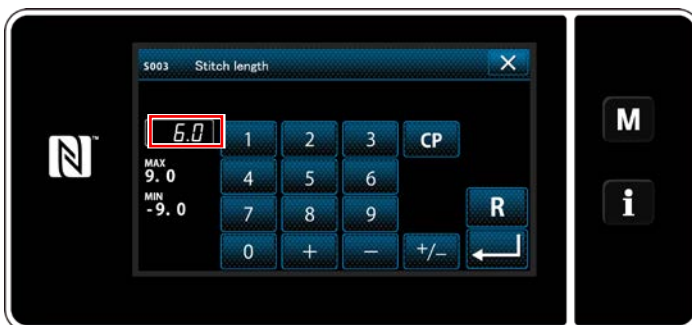 S003 Stitch length
6.0
MAX
9.0
MIN
-9.0
1 2 3 CP
4 5 6
7 8 9 R
0 + − +/−
M
i
N
TM